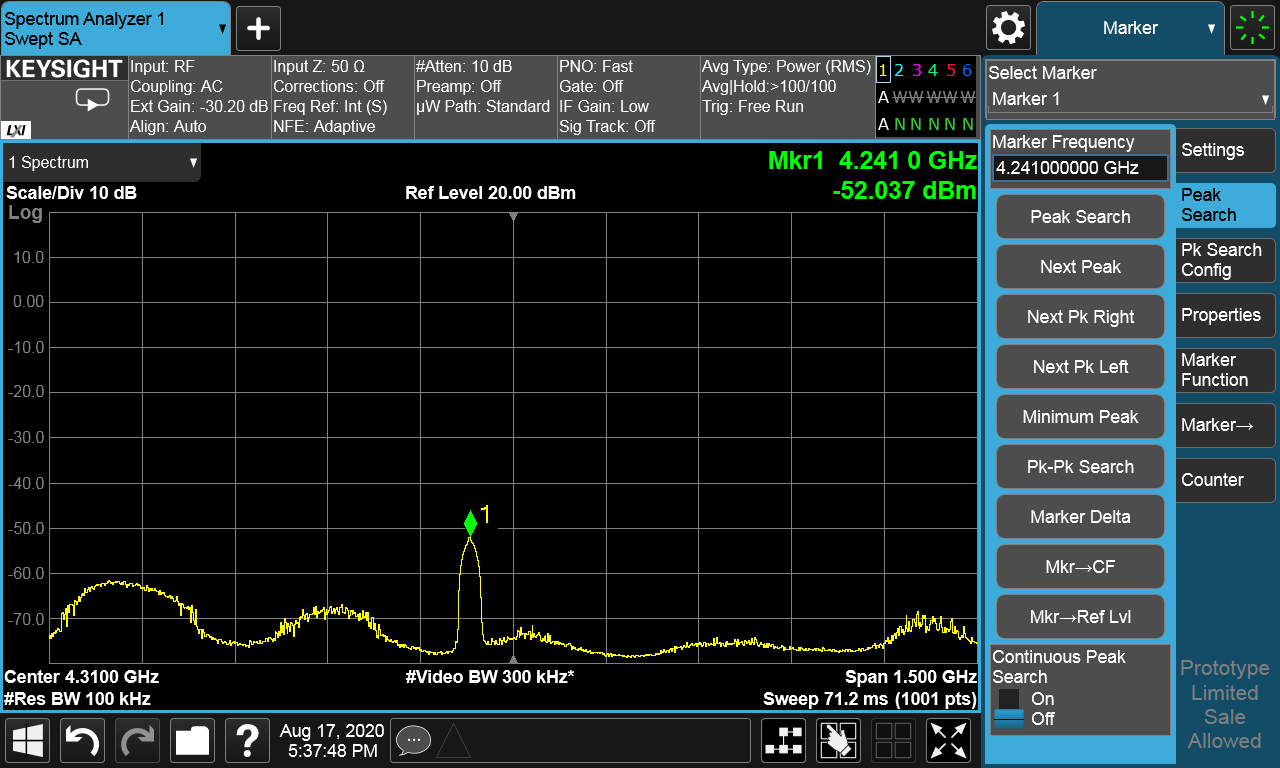 Spectrum Analyzer 1
Swept SA
Marker
KEYSIGHT
LXI
Input: RF
Coupling: AC
Ext Gain: -30.20 dB
Align: Auto
Input Z: 50 Ω
Corrections: Off
Freq Ref: Int (S)
NFE: Adaptive
#Atten: 10 dB
Preamp: Off
µW Path: Standard
PNO: Fast
Gate: Off
IF Gain: Low
Sig Track: Off
Avg Type: Power (RMS)
Avg|Hold:>100/100
Trig: Free Run
1 2 3 4 5 6
A W W W W W
A N N N N N
Select Marker
Marker 1
1 Spectrum
Mkr1 4.241 0 GHz
-52.037 dBm
Scale/Div 10 dB
Ref Level 20.00 dBm
Log
10.0
0.00
-10.0
-20.0
-30.0
-40.0
-50.0
-60.0
-70.0
1
Center 4.3100 GHz
#Video BW 300 kHz*
Span 1.500 GHz
#Res BW 100 kHz
Sweep 71.2 ms (1001 pts)
Marker Frequency
4.241000000 GHz
Peak Search
Next Peak
Next Pk Right
Next Pk Left
Minimum Peak
Pk-Pk Search
Marker Delta
Mkr→CF
Mkr→Ref Lvl
Continuous Peak
Search
On
Off
Settings
Peak
Search
Pk Search
Config
Properties
Marker
Function
Marker→
Counter
Prototype
Limited
Sale
Allowed
?
Aug 17, 2020
5:37:48 PM